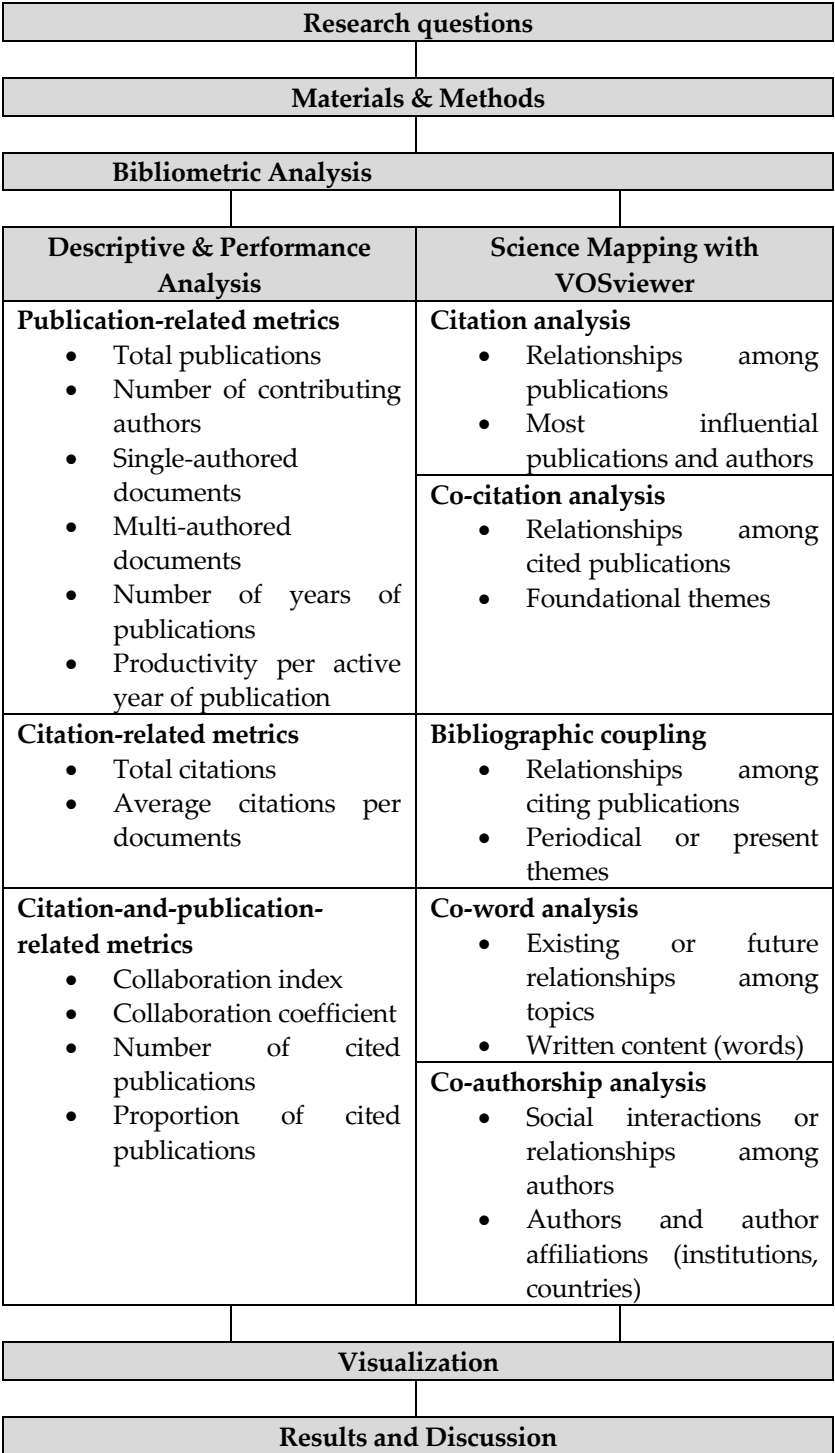 Research questions
Materials & Methods
Bibliometric Analysis
Descriptive & Performance
Analysis
Publication-related metrics
• Total publications
• Number of contributing
authors
• Single-authored
documents
• Multi-authored
documents
• Number of years of
publications
• Productivity per active
year of publication
Citation-related metrics
• Total citations
• Average citations per
documents
Citation-and-publication-
related metrics
• Collaboration index
• Collaboration coefficient
• Number of cited
publications
• Proportion of cited
publications
Science Mapping with
VOSviewer
Citation analysis
• Relationships among
publications
• Most influential
publications and authors
Co-citation analysis
• Relationships among
cited publications
• Foundational themes
Bibliographic coupling
• Relationships among
citing publications
• Periodical or present
themes
Co-word analysis
• Existing or future
relationships among
topics
• Written content (words)
Co-authorship analysis
• Social interactions or
relationships among
authors
• Authors and author
affiliations (institutions,
countries)
Visualization
Results and Discussion